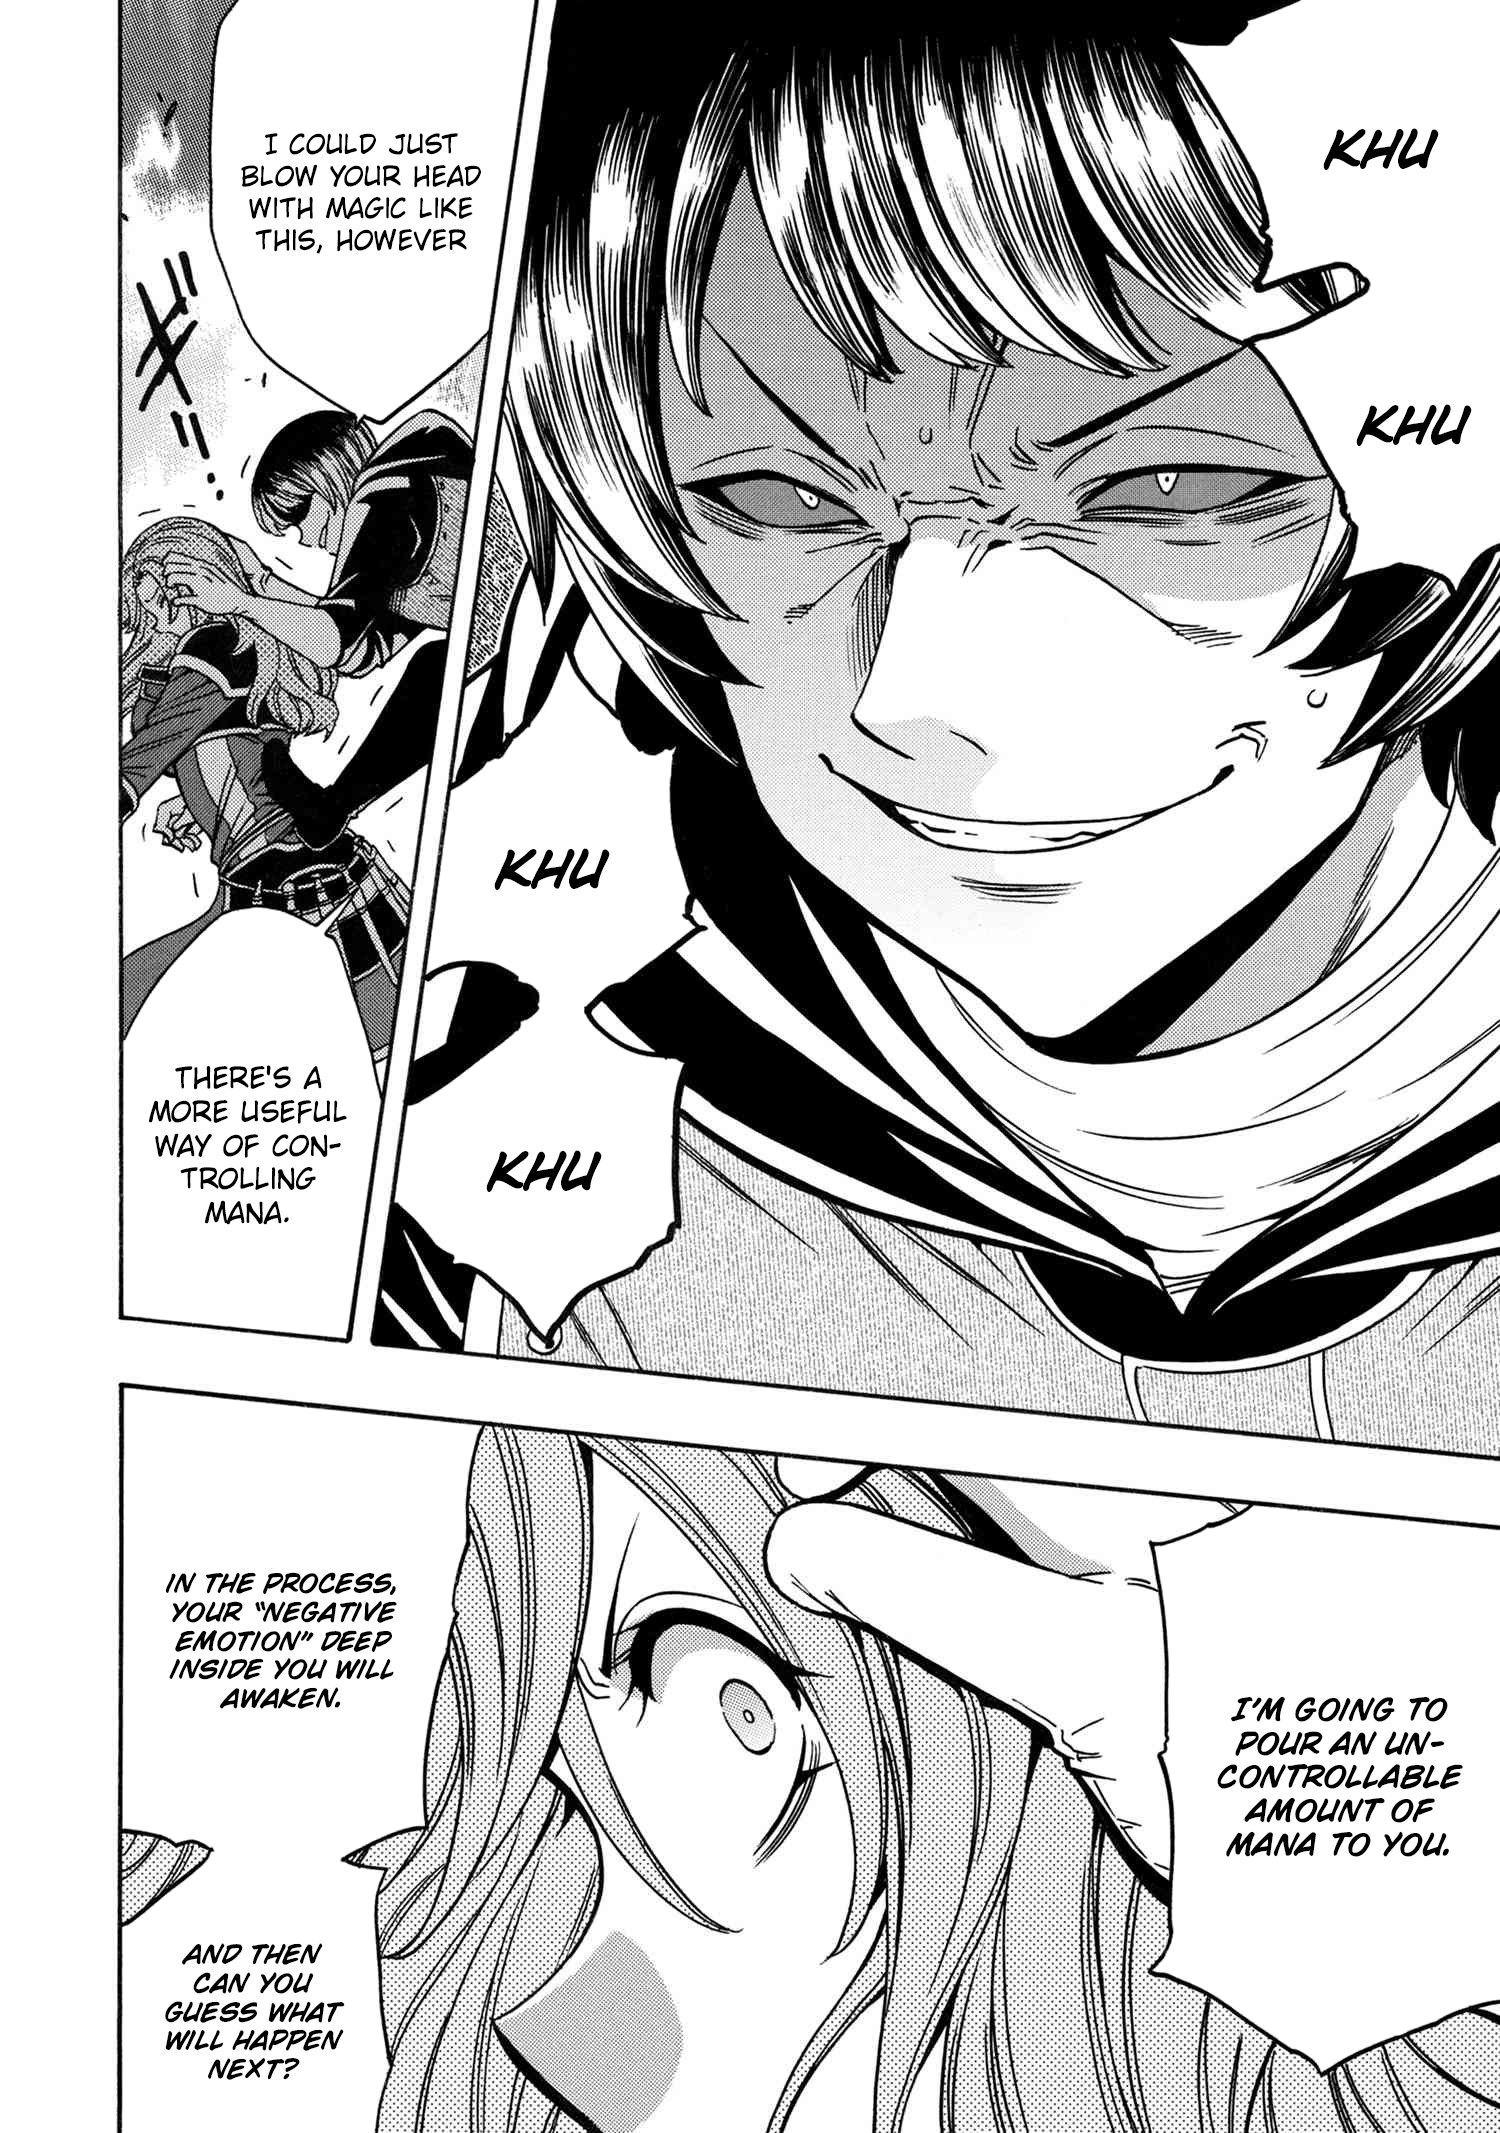 KHU
KHU
KHU
KHU
I COULD JUST
BLOW YOUR HEAD
WITH MAGIC LIKE
THIS, HOWEVER
THERE'S A
MORE USEFUL
WAY OF CON-
TROLLING
MANA.
I'M GOING TO
POUR AN UN-
CONTROLLABLE
AMOUNT OF
MANA TO YOU.
IN THE PROCESS,
YOUR "NEGATIVE
EMOTION" DEEP
INSIDE YOU WILL
AWAKEN.
AND THEN
CAN YOU
GUESS WHAT
WILL HAPPEN
NEXT?